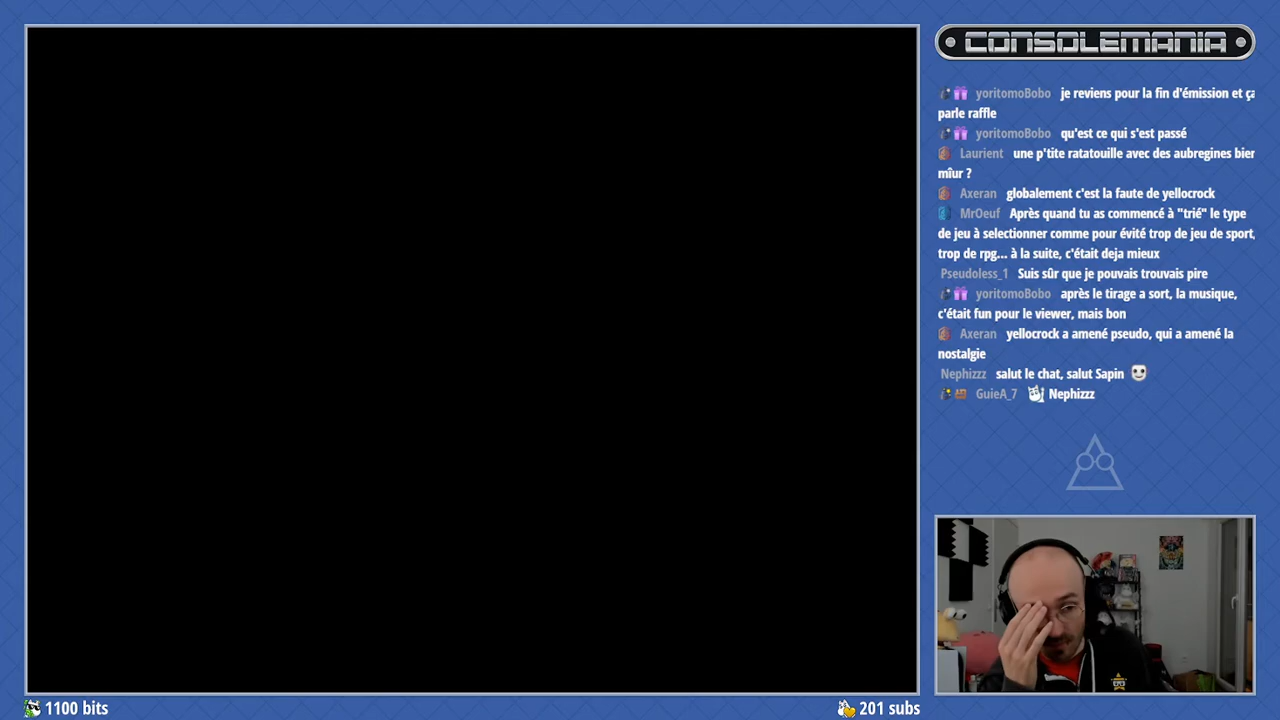 CONSOLEMANIA
yoritomoBobo je reviens pour la fin d'émission et ça
parle raffle
yoritomoBobo qu'est ce qui s'est passé
Laurient une p'tite ratatouille avec des aubregines bien
mîur ?
Axeran globalement c'est la faute de yellocrock
MrOeuf Après quand tu as commencé à "trié" le type
de jeu à selectionner comme pour évité trop de jeu de sport,
trop de rpg... à la suite, c'était deja mieux
Pseudoless_1 Suis sûr que je pouvais trouvais pire
yoritomoBobo après le tirage a sort, la musique,
c'était fun pour le viewer, mais bon
Axeran yellocrock a amené pseudo, qui a amené la
nostalgie
Nephizzz salut le chat, salut Sapin
GuieA_7 Nephizzz
1100 bits
201 subs